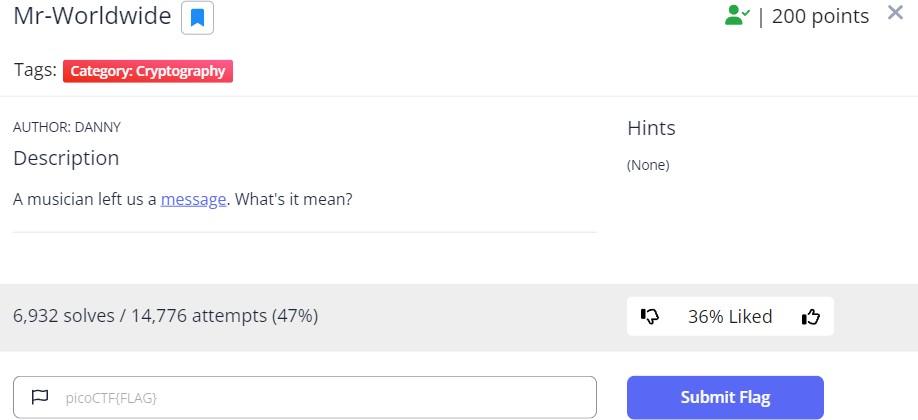 Mr-Worldwide
| 200 points
Tags: Category: Cryptography
AUTHOR: DANNY
Description
A musician left us a message. What's it mean?
Hints
(None)
6,932 solves / 14,776 attempts (47%)
36% Liked
picoCTF{FLAG}
Submit Flag